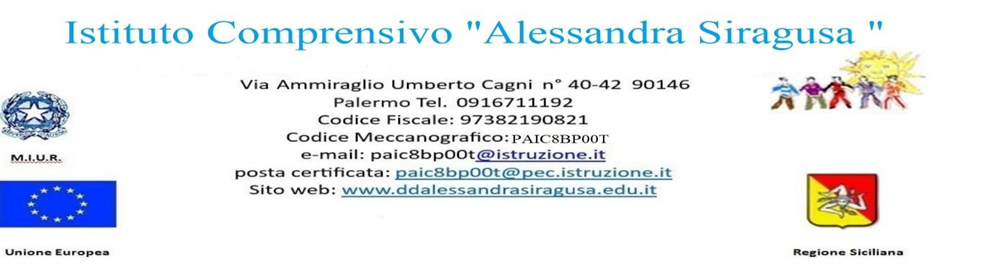 Istituto Comprensivo "Alessandra Siragusa "
Via Ammiraglio Umberto Cagni n° 40-42 90146
Palermo Tel. 0916711192
Codice Fiscale: 97382190821
Codice Meccanografico: PAIC8BP00T
e-mail: paic8bp00t@istruzione.it
posta certificata: paic8bp00t@pec.istruzione.it
Sito web: www.ddalessandrasiragusa.edu.it
M.I.U.R.
Unione Europea
Regione Siciliana